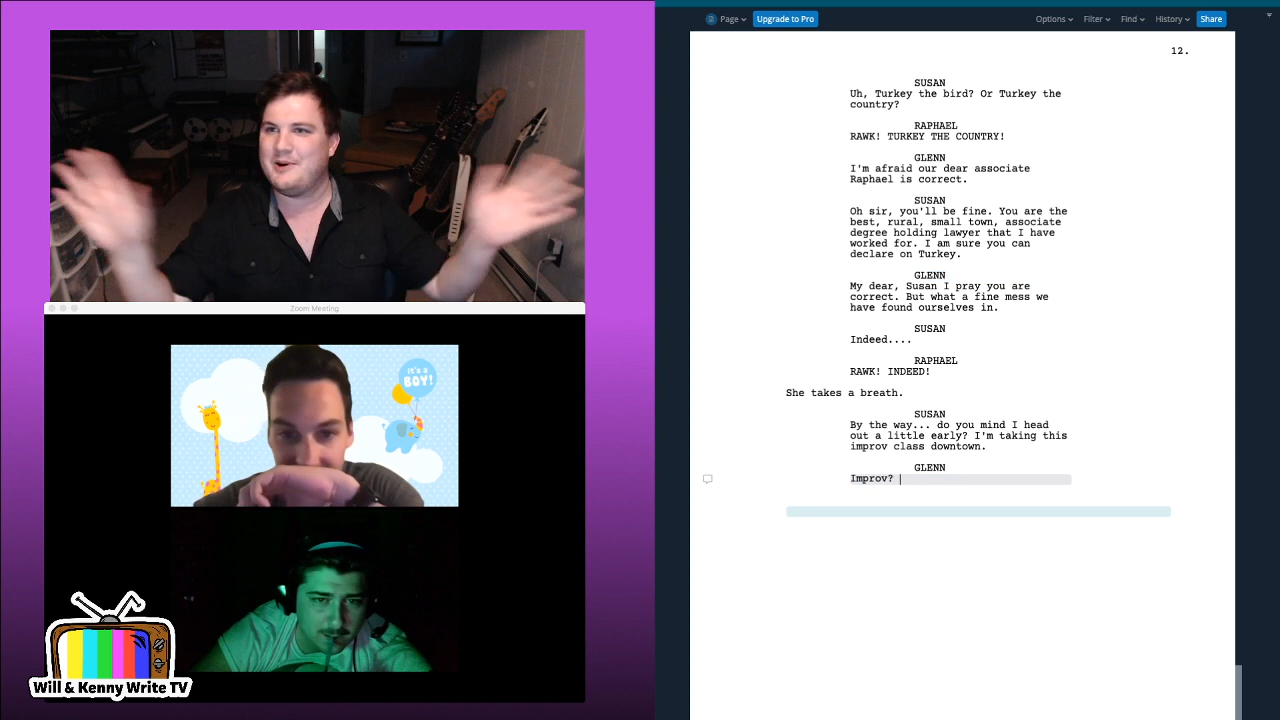 Zoom Meeting
IT'S A
BOY!
Will & Kenny Write TV
Page
Upgrade to Pro
Options
Filter
Find
History
Share
12.
SUSAN
Uh, Turkey the bird? Or Turkey the
country?
RAPHAEL
RAWK! TURKEY THE COUNTRY!
GLENN
I'm afraid our dear associate
Raphael is correct.
SUSAN
Oh sir, you'll be fine. You are the
best, rural, small town, associate
degree holding lawyer that I have
worked for. I am sure you can
declare on Turkey.
GLENN
My dear, Susan I pray you are
correct. But what a fine mess we
have found ourselves in.
SUSAN
Indeed....
RAPHAEL
RAWK! INDEED!
She takes a breath.
SUSAN
By the way... do you mind I head
out a little early? I'm taking this
improv class downtown.
GLENN
Improv?